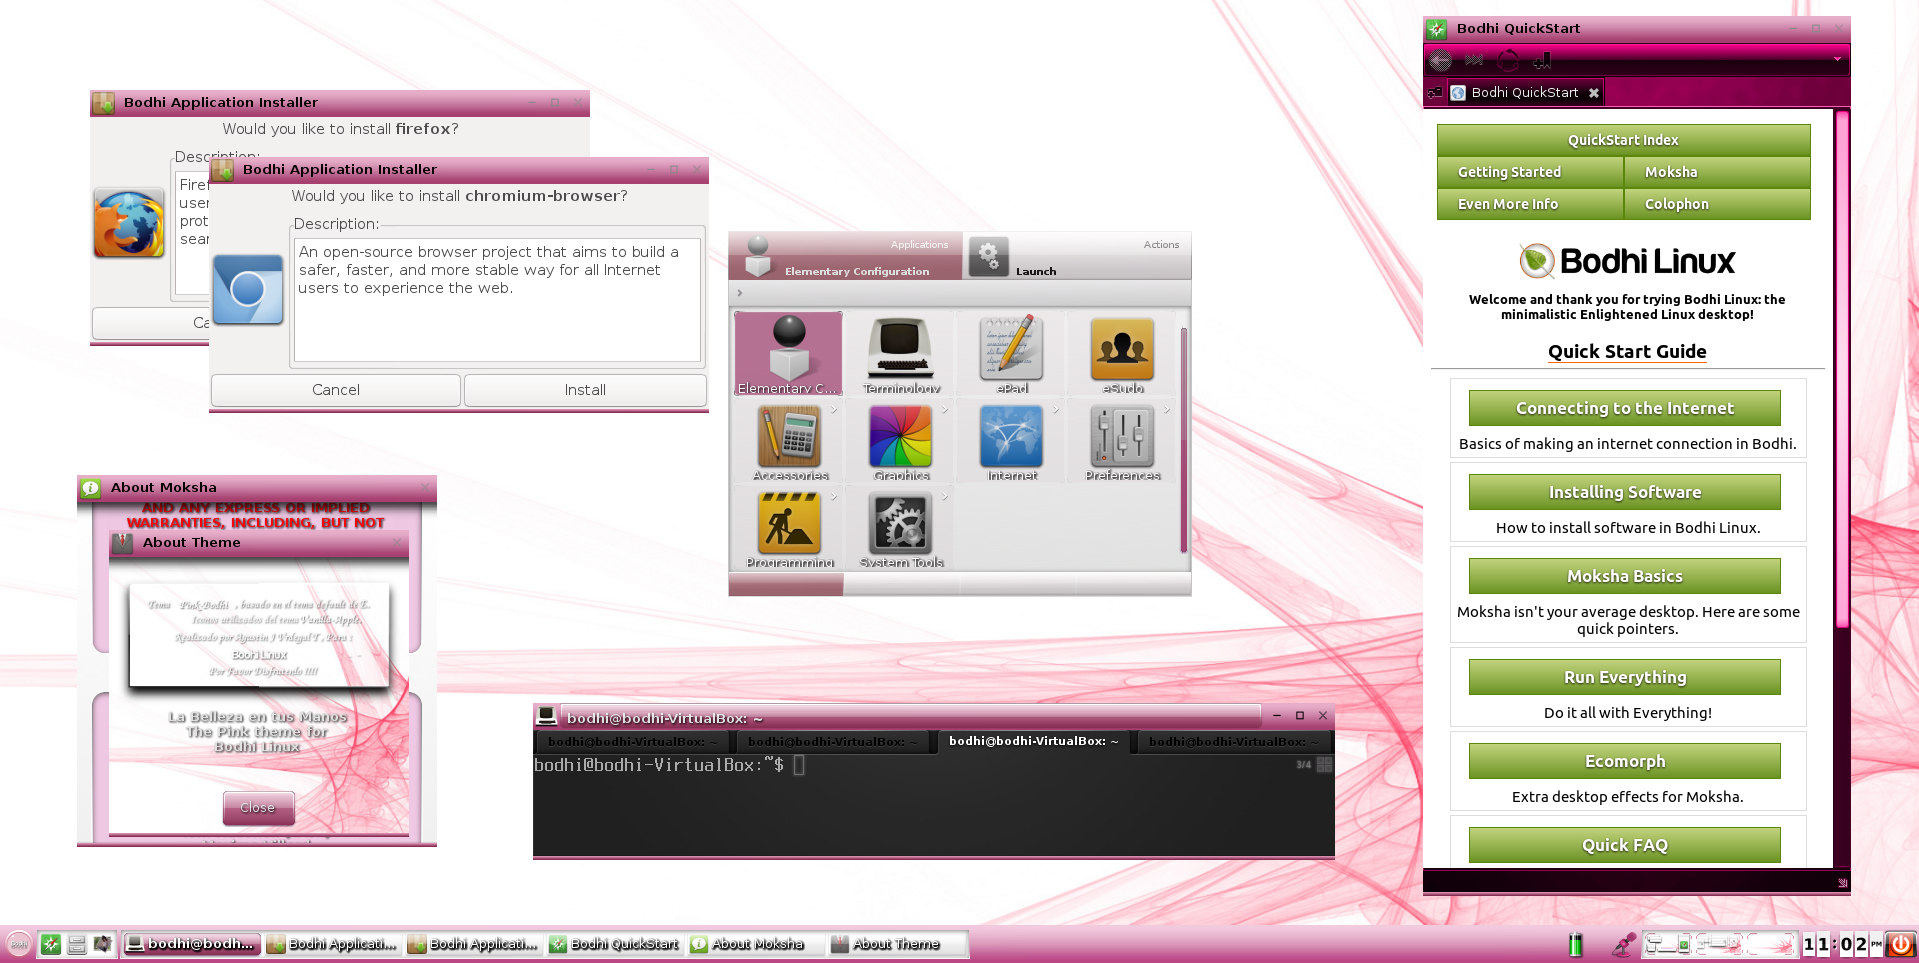 Bodhi Application Installer
Would you like to install firefox?
Description:
Bodhi Application Installer
Would you like to install chromium-browser?
Description:
An open-source browser project that aims to build a
safer, faster, and more stable way for all Internet
users to experience the web.
Cancel
Install
About Moksha
AND ANY EXPRESS OR IMPLIED
WARRANTIES, INCLUDING, BUT NOT
About Theme
Tema Pink-Bodhi , basado en el tema default de E.
Iconos utilizados del tema Vanilla-Apple.
Realizado por Agustin J Verdegal T . Para :
Bodhi Linux
Por Favor Disfrutenlo !!!!
La Belleza en tus Manos
The Pink theme for
Bodhi Linux
Close
Applications
Elementary Configuration
Actions
Launch
Elementary C...
Terminology
ePad
eSudo
Accessories
Graphics
Internet
Preferences
Programming
System Tools
bodhi@bodhi-VirtualBox: ~
bodhi@bodhi-VirtualBox: ~
bodhi@bodhi-VirtualBox: ~
bodhi@bodhi-VirtualBox: ~
bodhi@bodhi-VirtualBox: ~
bodhi@bodhi-VirtualBox:~$
3/4
Bodhi QuickStart
Bodhi QuickStart
QuickStart Index
Getting Started
Moksha
Even More Info
Colophon
Bodhi Linux
Welcome and thank you for trying Bodhi Linux: the
minimalistic Enlightened Linux desktop!
Quick Start Guide
Connecting to the Internet
Basics of making an internet connection in Bodhi.
Installing Software
How to install software in Bodhi Linux.
Moksha Basics
Moksha isn't your average desktop. Here are some
quick pointers.
Run Everything
Do it all with Everything!
Ecomorph
Extra desktop effects for Moksha.
Quick FAQ
bodhi@bodh...
Bodhi Applicati...
Bodhi Applicati...
Bodhi QuickStart
About Moksha
About Theme
11:02 PM